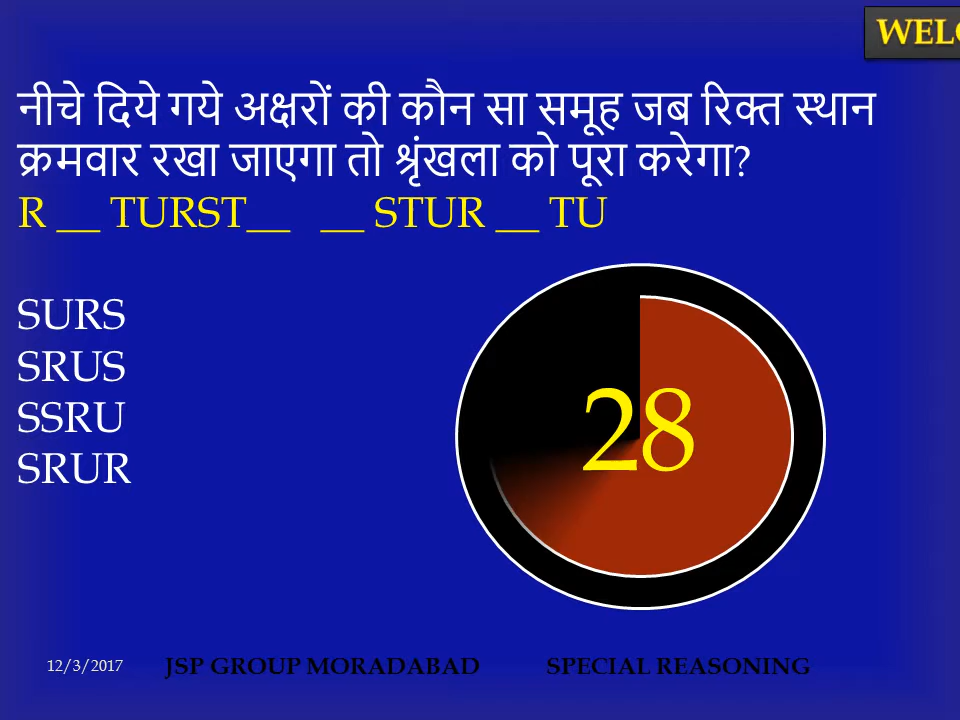 WELC
नीचे दिये गये अक्षरों की कौन सा समूह जब रिक्त स्थान
क्रमवार रखा जाएगा तो श्रृंखला को पूरा करेगा?
R __ TURST__ __ STUR __ TU
SURS
SRUS
SSRU
SRUR
28
12/3/2017 JSP GROUP MORADABAD SPECIAL REASONING